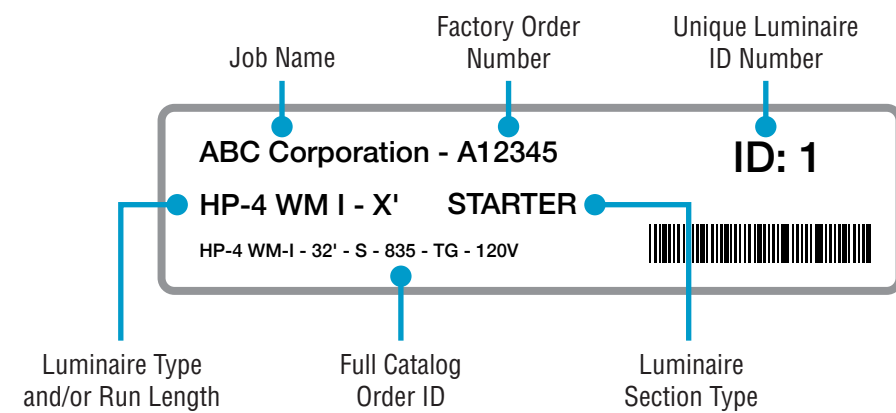 Job Name
Factory Order
Number
Unique Luminaire
ID Number
ABC Corporation - A12345
ID: 1
HP-4 WM I - X'
STARTER
HP-4 WM-I - 32' - S - 835 - TG - 120V
Luminaire Type
and/or Run Length
Full Catalog
Order ID
Luminaire
Section Type